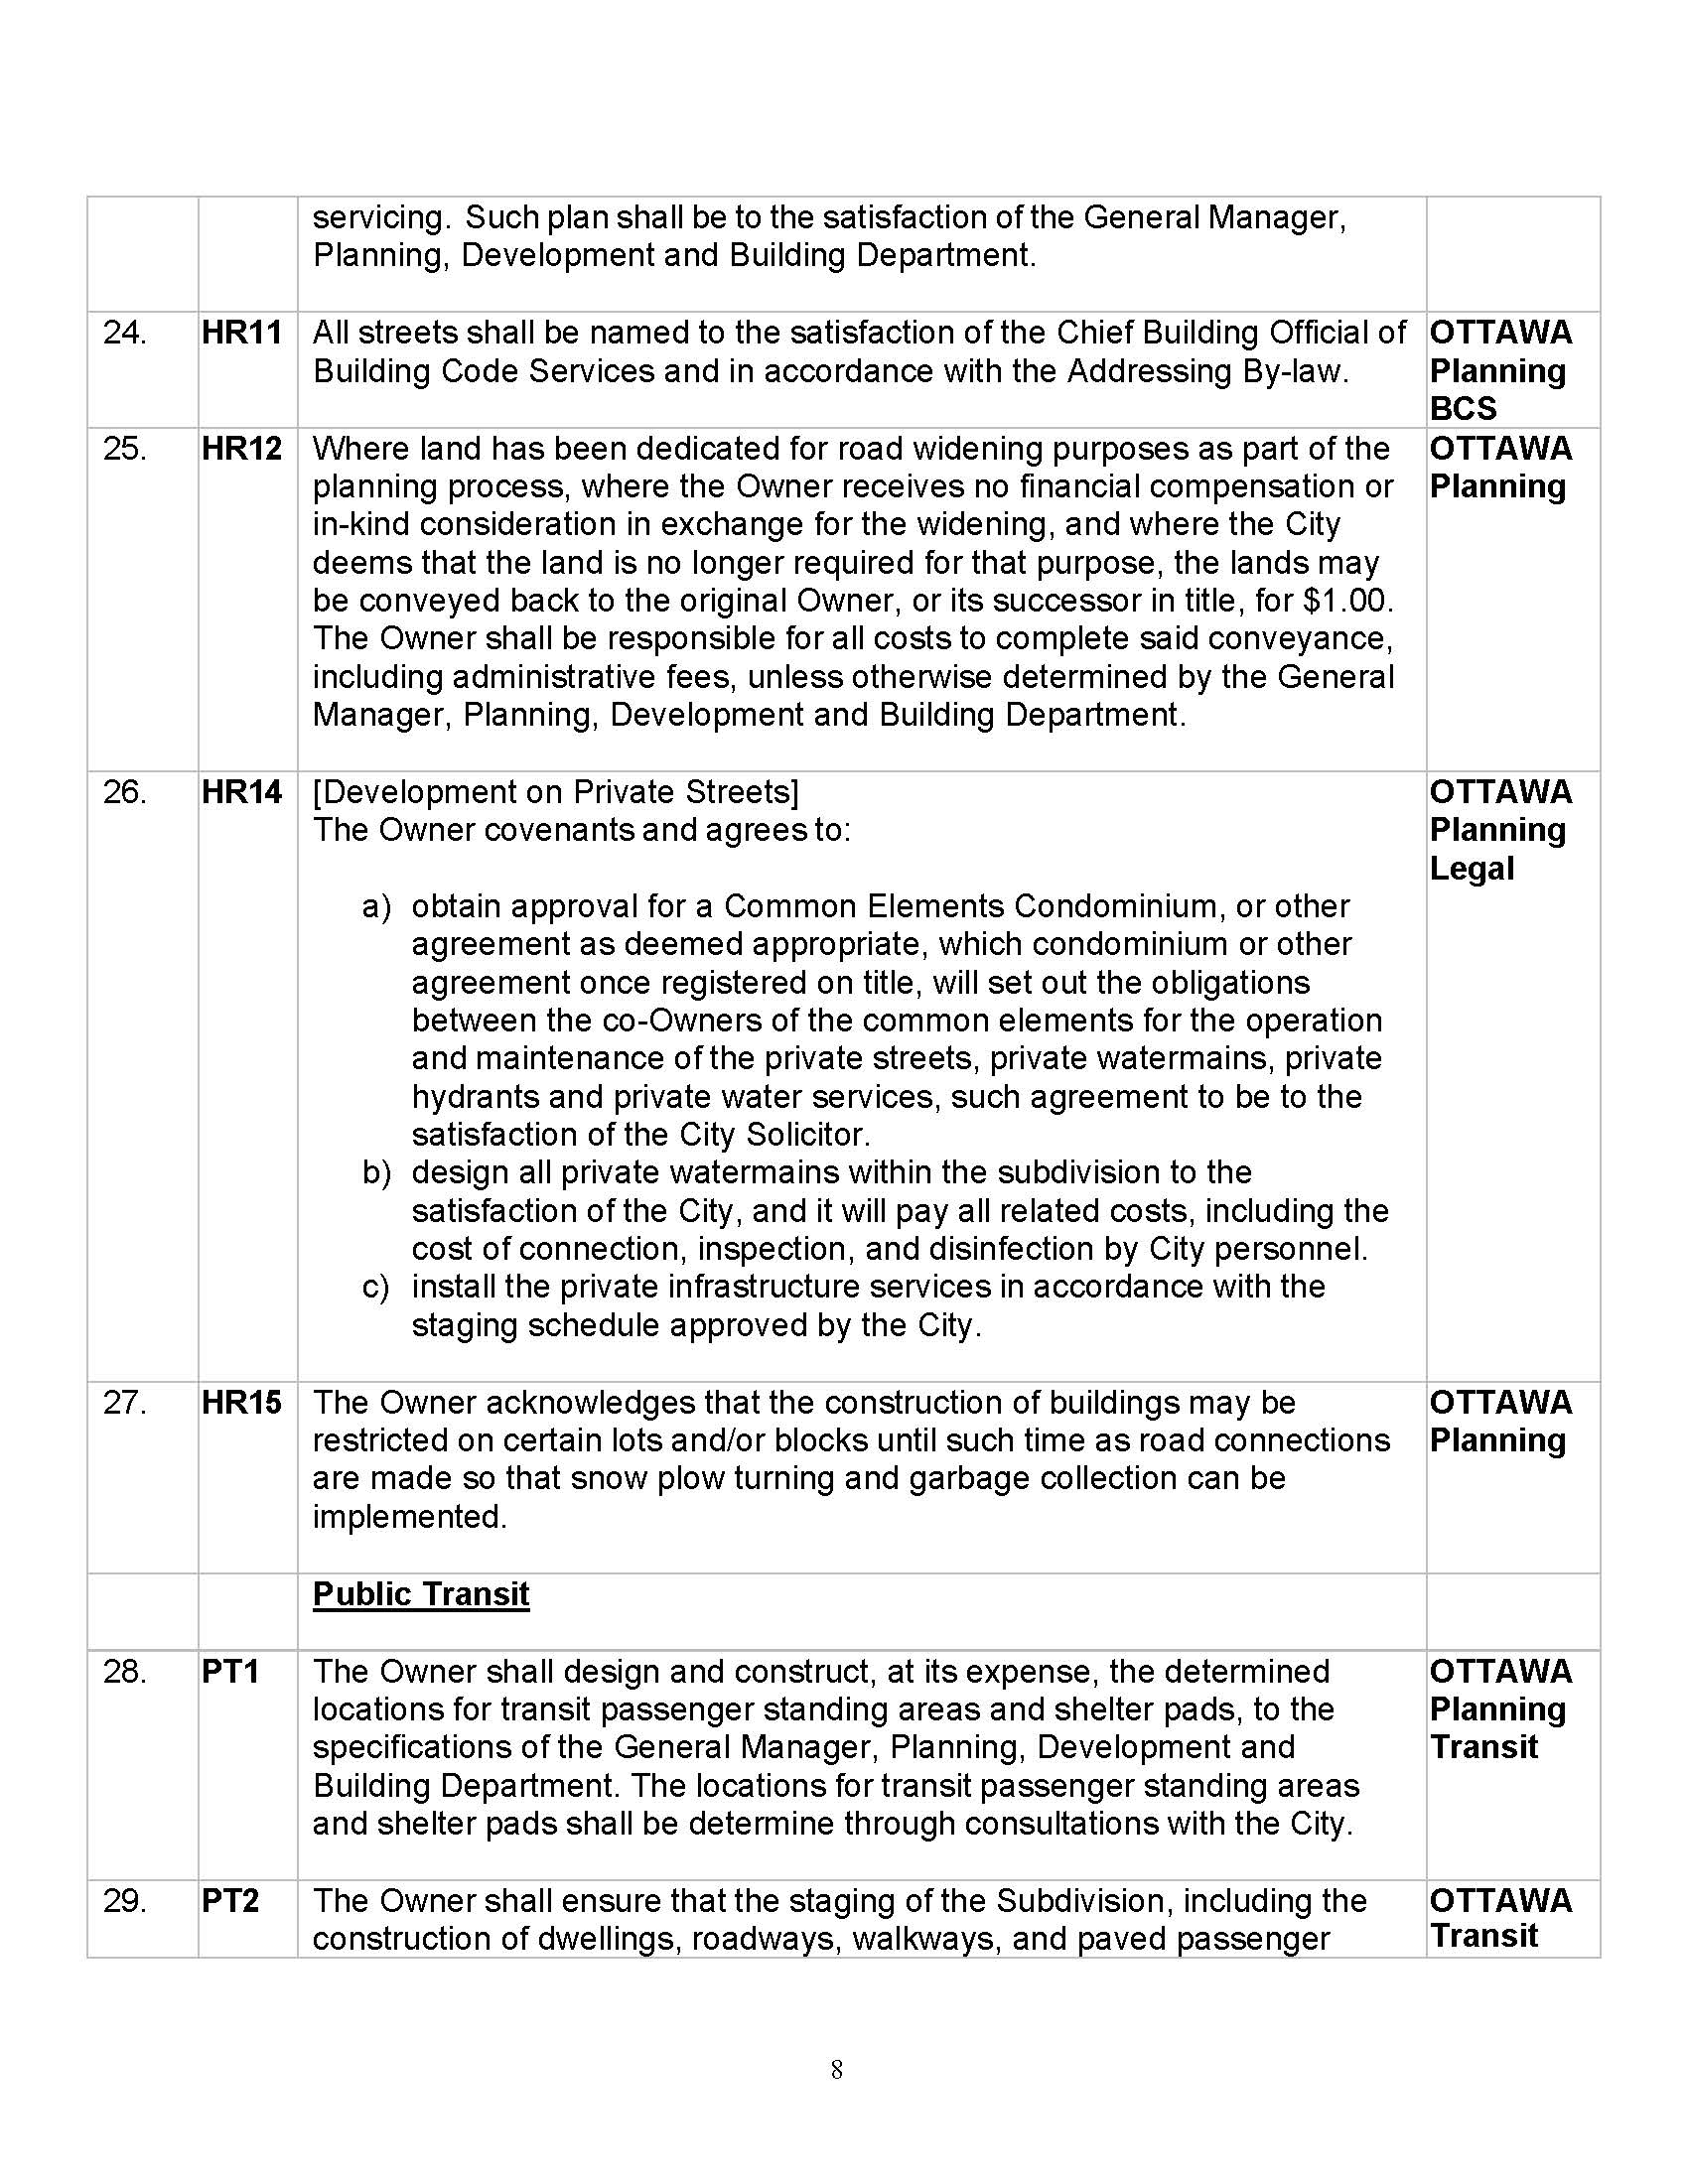 servicing. Such plan shall be to the satisfaction of the General Manager,
Planning, Development and Building Department.
24. HR11 All streets shall be named to the satisfaction of the Chief Building Official of OTTAWA
Building Code Services and in accordance with the Addressing By-law. Planning
BCS
25. HR12 Where land has been dedicated for road widening purposes as part of the OTTAWA
planning process, where the Owner receives no financial compensation or Planning
in-kind consideration in exchange for the widening, and where the City
deems that the land is no longer required for that purpose, the lands may
be conveyed back to the original Owner, or its successor in title, for $1.00.
The Owner shall be responsible for all costs to complete said conveyance,
including administrative fees, unless otherwise determined by the General
Manager, Planning, Development and Building Department.
26. HR14 [Development on Private Streets] OTTAWA
The Owner covenants and agrees to: Planning
Legal
a) obtain approval for a Common Elements Condominium, or other
agreement as deemed appropriate, which condominium or other
agreement once registered on title, will set out the obligations
between the co-Owners of the common elements for the operation
and maintenance of the private streets, private watermains, private
hydrants and private water services, such agreement to be to the
satisfaction of the City Solicitor.
b) design all private watermains within the subdivision to the
satisfaction of the City, and it will pay all related costs, including the
cost of connection, inspection, and disinfection by City personnel.
c) install the private infrastructure services in accordance with the
staging schedule approved by the City.
27. HR15 The Owner acknowledges that the construction of buildings may be OTTAWA
restricted on certain lots and/or blocks until such time as road connections Planning
are made so that snow plow turning and garbage collection can be
implemented.
Public Transit
28. PT1 The Owner shall design and construct, at its expense, the determined OTTAWA
locations for transit passenger standing areas and shelter pads, to the Planning
specifications of the General Manager, Planning, Development and Transit
Building Department. The locations for transit passenger standing areas
and shelter pads shall be determine through consultations with the City.
29. PT2 The Owner shall ensure that the staging of the Subdivision, including the OTTAWA
construction of dwellings, roadways, walkways, and paved passenger Transit
8